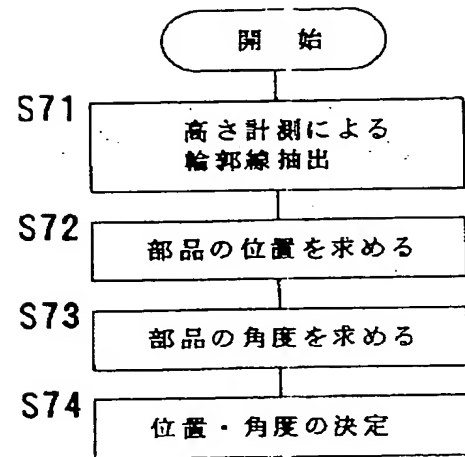 開始
S71
高さ計測による
輪郭線抽出
S72
部品の位置を求める
S73
部品の角度を求める
S74
位置・角度の決定